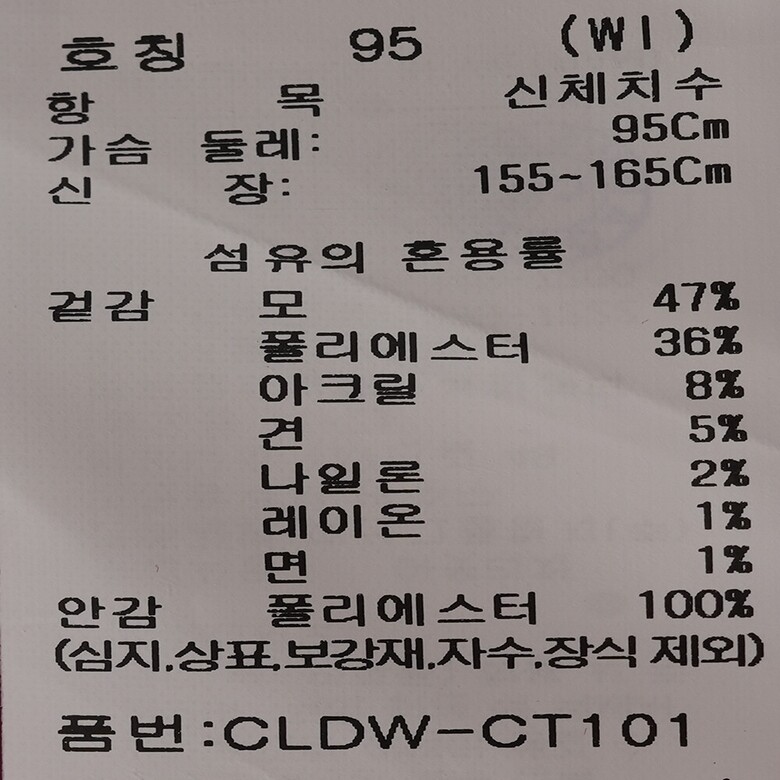 호칭 95 (WI)
항 목 신체치수
가슴 둘레: 95Cm
신 장: 155~165Cm
섬유의 혼용률
겉감 모 47%
폴리에스터 36%
아크릴 8%
견 5%
나일론 2%
레이온 1%
면 1%
안감 폴리에스터 100%
(심지,상표,보강재,자수,장식 제외)
품번:CLDW-CT101